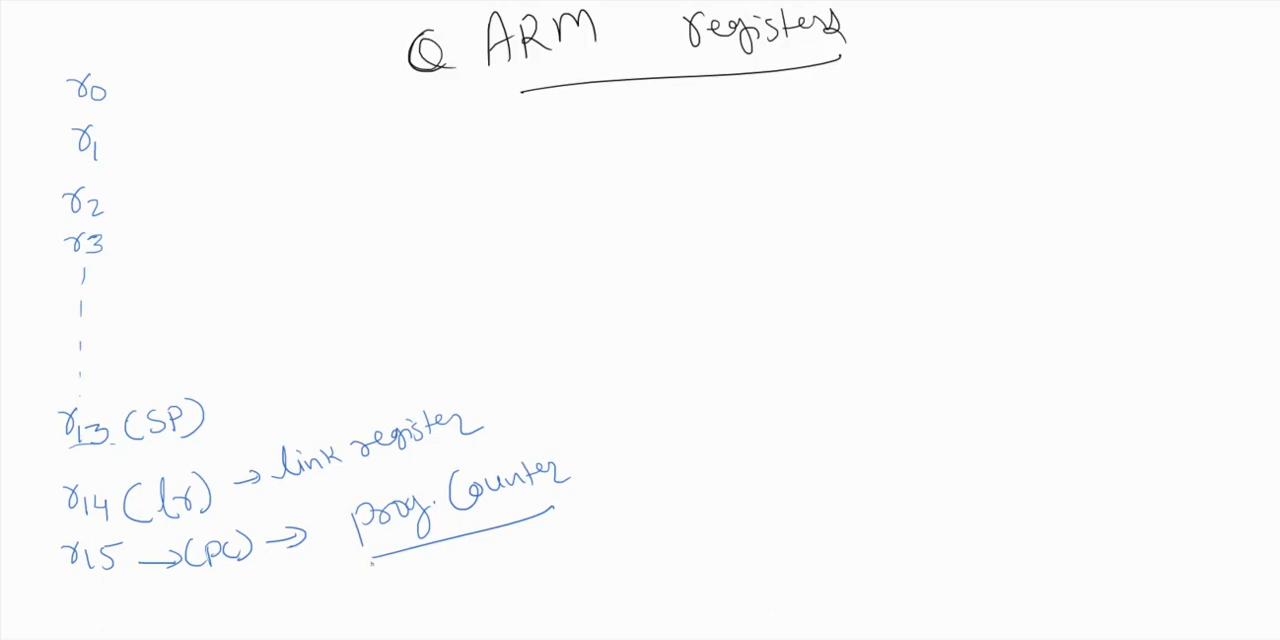 Q ARM registers
r0
r1
r2
r3
r13 (SP)
r14 (lr) → link register
r15 → (PC) → prog. Counter